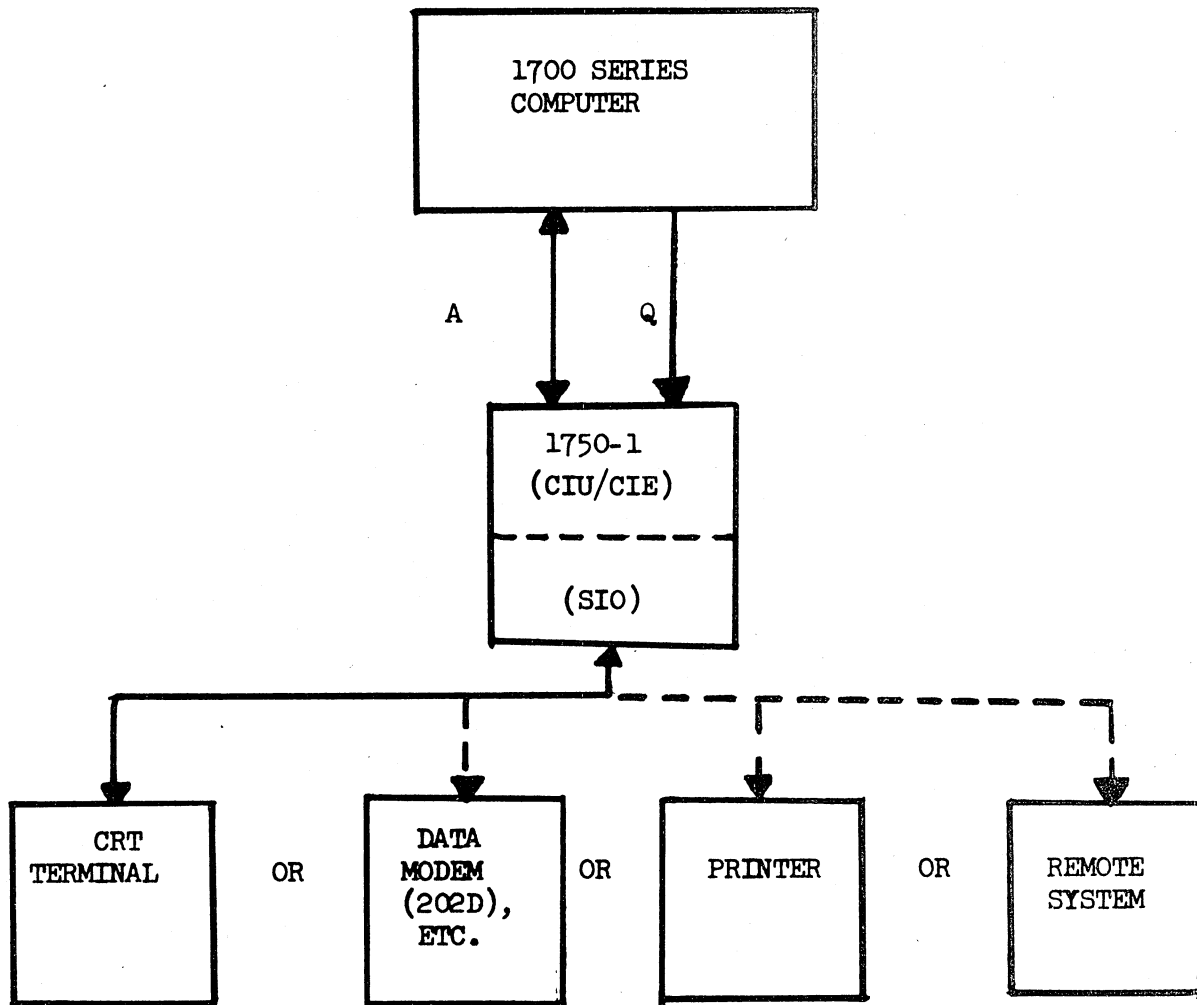 1700 SERIES
COMPUTER
A
Q
1750-1
(CIU/CIE)
(SIO)
CRT
TERMINAL
OR
DATA
MODEM
(202D),
ETC.
OR
PRINTER
OR
REMOTE
SYSTEM